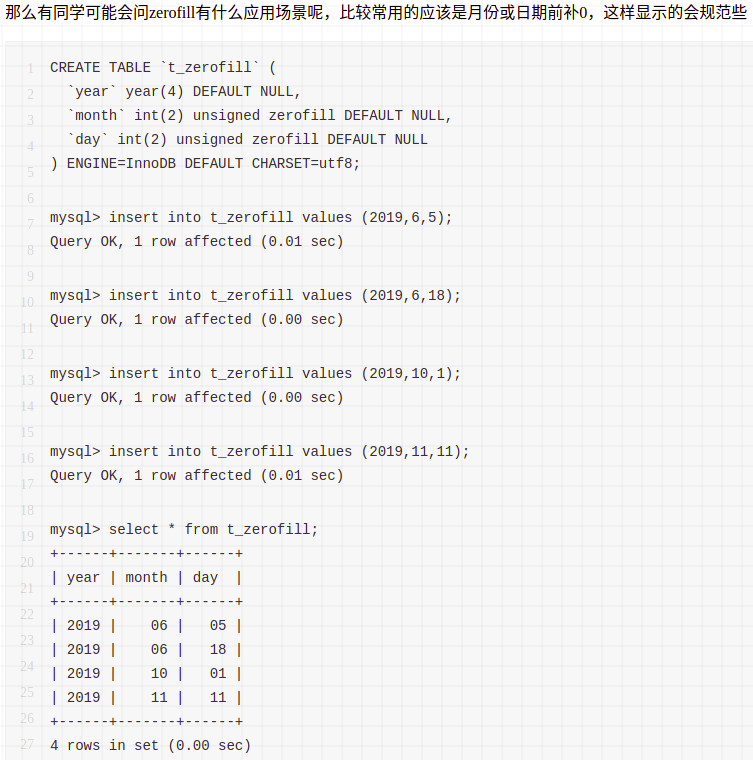 那么有同学可能会问zerofill有什么应用场景呢，比较常用的应该是月份或日期前补0，这样显示的会规范些
1
2
3
4
5
6
7
8
9
10
11
12
13
14
15
16
17
18
19
20
21
22
23
24
25
26
27
CREATE TABLE `t_zerofill` (
  `year` year(4) DEFAULT NULL,
  `month` int(2) unsigned zerofill DEFAULT NULL,
  `day` int(2) unsigned zerofill DEFAULT NULL
) ENGINE=InnoDB DEFAULT CHARSET=utf8;
mysql> insert into t_zerofill values (2019,6,5);
Query OK, 1 row affected (0.01 sec)
mysql> insert into t_zerofill values (2019,6,18);
Query OK, 1 row affected (0.00 sec)
mysql> insert into t_zerofill values (2019,10,1);
Query OK, 1 row affected (0.00 sec)
mysql> insert into t_zerofill values (2019,11,11);
Query OK, 1 row affected (0.01 sec)
mysql> select * from t_zerofill;
+------+-------+------+
| year | month | day  |
+------+-------+------+
| 2019 |    06 |   05 |
| 2019 |    06 |   18 |
| 2019 |    10 |   01 |
| 2019 |    11 |   11 |
+------+-------+------+
4 rows in set (0.00 sec)